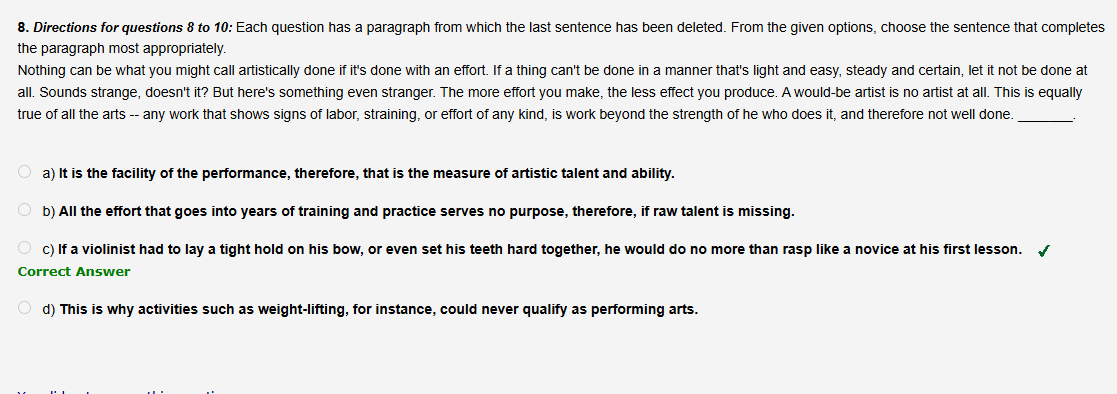 8. Directions for questions 8 to 10: Each question has a paragraph from which the last sentence has been deleted. From the given options, choose the sentence that completes
the paragraph most appropriately.
Nothing can be what you might call artistically done if it's done with an effort. If a thing can't be done in a manner that's light and easy, steady and certain, let it not be done at
all. Sounds strange, doesn't it? But here's something even stranger. The more effort you make, the less effect you produce. A would-be artist is no artist at all. This is equally
true of all the arts -- any work that shows signs of labor, straining, or effort of any kind, is work beyond the strength of he who does it, and therefore not well done. _______.
a) It is the facility of the performance, therefore, that is the measure of artistic talent and ability.
b) All the effort that goes into years of training and practice serves no purpose, therefore, if raw talent is missing.
c) If a violinist had to lay a tight hold on his bow, or even set his teeth hard together, he would do no more than rasp like a novice at his first lesson. ✓
Correct Answer
d) This is why activities such as weight-lifting, for instance, could never qualify as performing arts.